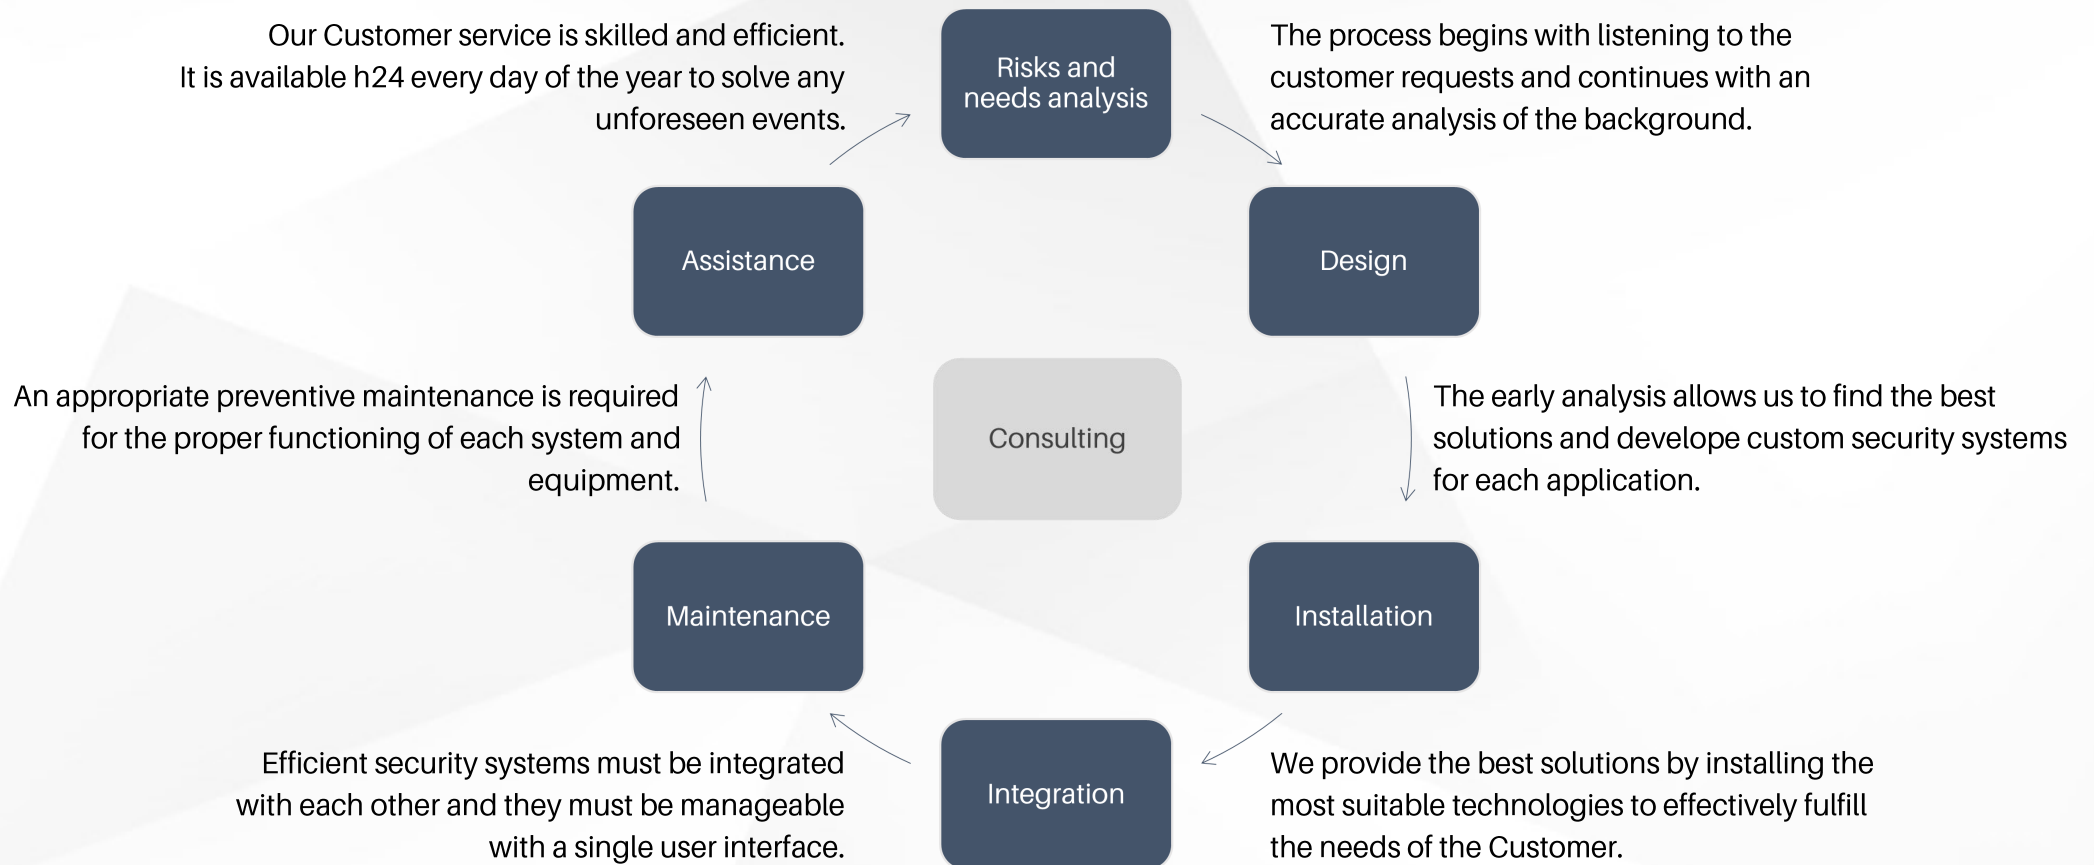 Our Customer service is skilled and efficient.
It is available h24 every day of the year to solve any
unforeseen events.
Risks and
needs analysis
The process begins with listening to the
customer requests and continues with an
accurate analysis of the background.
Assistance
Design
An appropriate preventive maintenance is required
for the proper functioning of each system and
equipment.
Consulting
The early analysis allows us to find the best
solutions and develope custom security systems
for each application.
Maintenance
Installation
Efficient security systems must be integrated
with each other and they must be manageable
with a single user interface.
Integration
We provide the best solutions by installing the
most suitable technologies to effectively fulfill
the needs of the Customer.